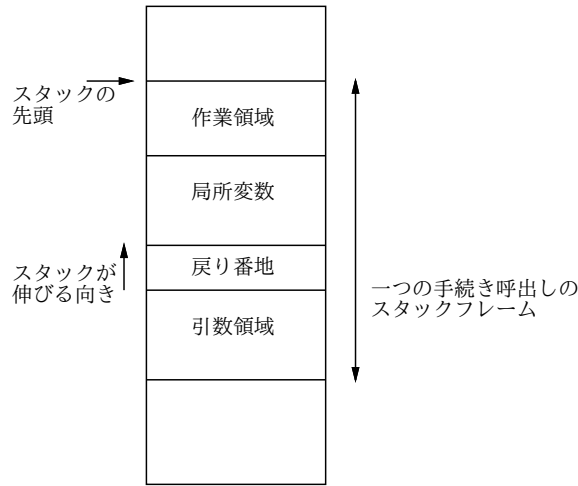 スタックの
先頭
作業領域
局所変数
スタックが
伸びる向き
戻り番地
引数領域
一つの手続き呼出しの
スタックフレーム